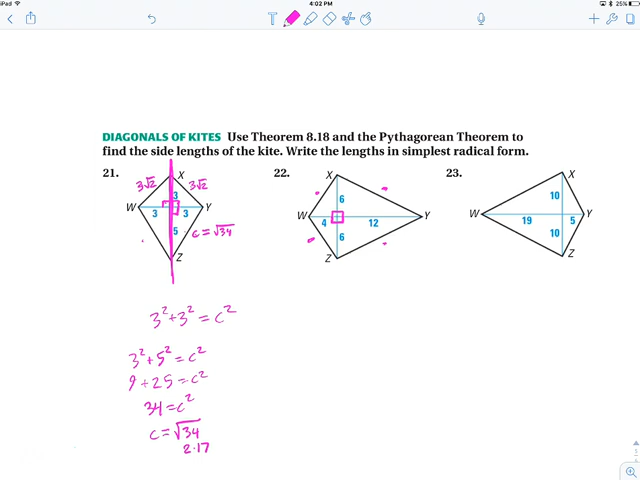 iPad
4:02 PM
25%
T
DIAGONALS OF KITES Use Theorem 8.18 and the Pythagorean Theorem to
find the side lengths of the kite. Write the lengths in simplest radical form.
21.
3√2
X
3√2
3
W
3
3
Y
5
c = √34
Z
22.
X
6
W
4
12
Y
6
Z
23.
X
10
W
19
5
Y
10
Z
3² + 3² = c²
3² + 5² = c²
9 + 25 = c²
34 = c²
c = √34
2·17